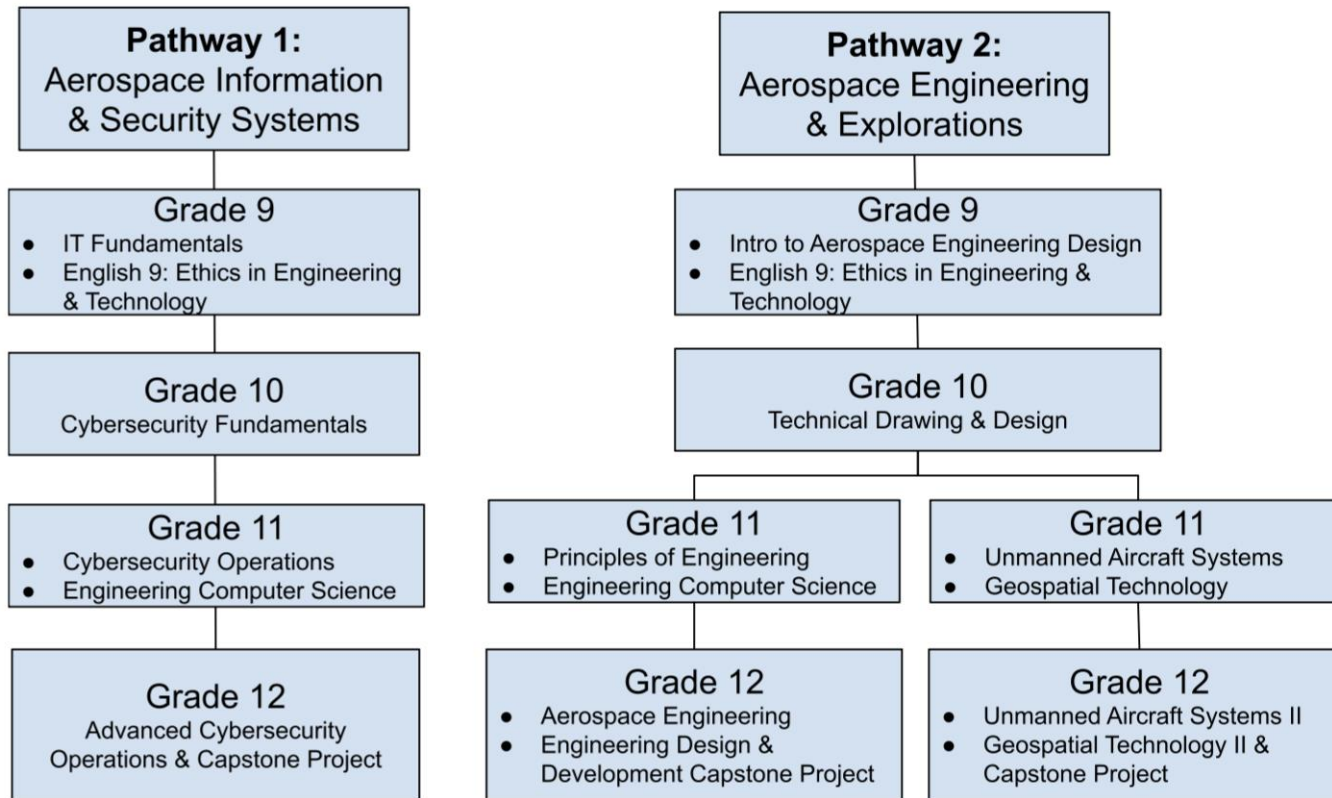 Pathway 1:
Aerospace Information
& Security Systems
Grade 9
● IT Fundamentals
● English 9: Ethics in Engineering
& Technology
Grade 10
Cybersecurity Fundamentals
Grade 11
● Cybersecurity Operations
● Engineering Computer Science
Grade 12
Advanced Cybersecurity
Operations & Capstone Project
Pathway 2:
Aerospace Engineering
& Explorations
Grade 9
● Intro to Aerospace Engineering Design
● English 9: Ethics in Engineering &
Technology
Grade 10
Technical Drawing & Design
Grade 11
● Principles of Engineering
● Engineering Computer Science
Grade 12
● Aerospace Engineering
● Engineering Design &
Development Capstone Project
Grade 11
● Unmanned Aircraft Systems
● Geospatial Technology
Grade 12
● Unmanned Aircraft Systems II
● Geospatial Technology II &
Capstone Project